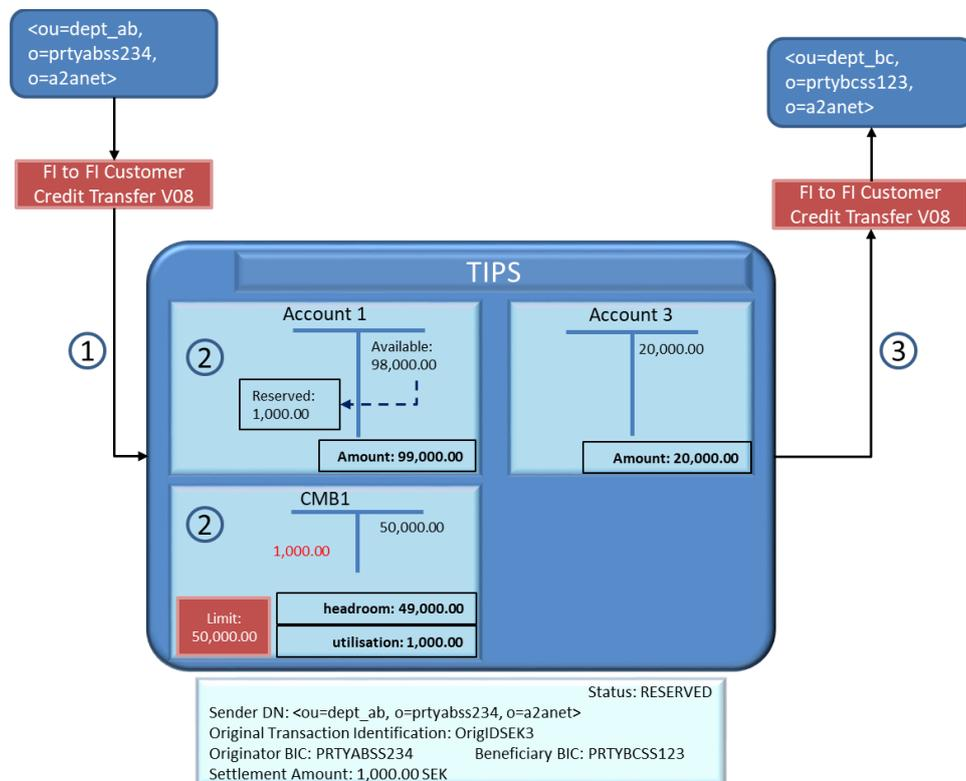 <ou=dept_ab,
o=prtyabss234,
o=a2anet>
<ou=dept_bc,
o=prtybcss123,
o=a2anet>
FI to FI Customer
Credit Transfer V08
FI to FI Customer
Credit Transfer V08
TIPS
1
2
Account 1
Available:
98,000.00
Reserved:
1,000.00
Amount: 99,000.00
Account 3
20,000.00
Amount: 20,000.00
3
2
CMB1
50,000.00
1,000.00
Limit:
50,000.00
headroom: 49,000.00
utilisation: 1,000.00
Status: RESERVED
Sender DN: <ou=dept_ab, o=prtyabss234, o=a2anet>
Original Transaction Identification: OrigIDSEK3
Originator BIC: PRTYABSS234 Beneficiary BIC: PRTYBCSS123
Settlement Amount: 1,000.00 SEK